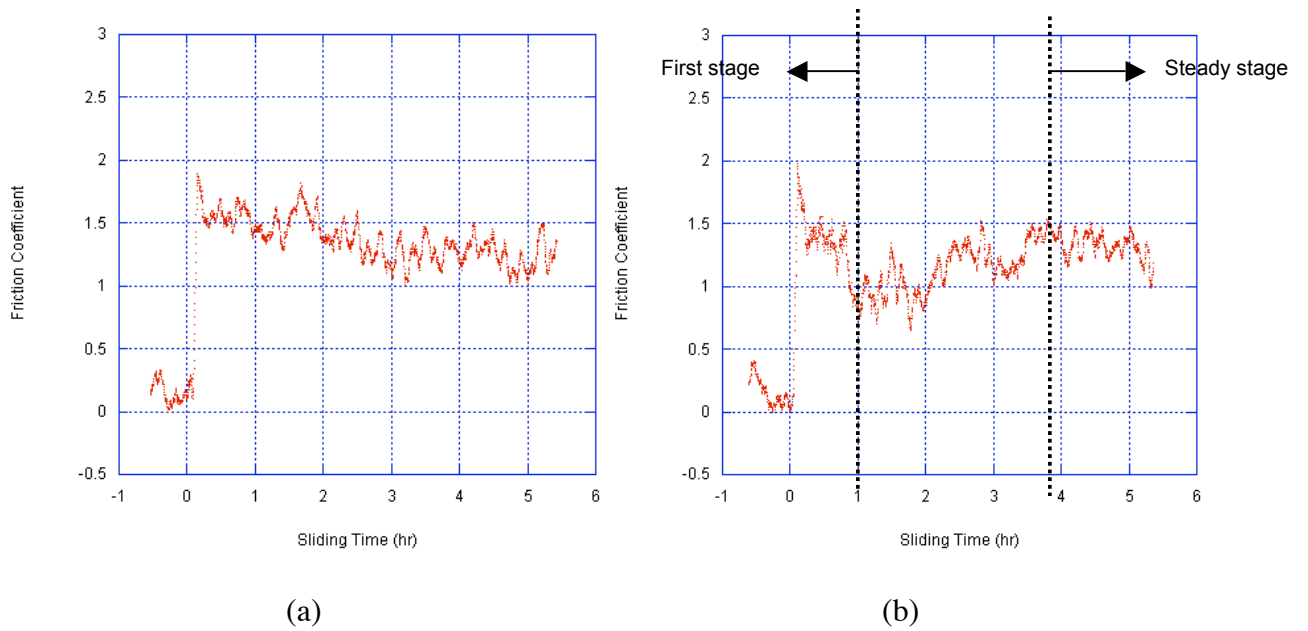 3
2.5
2
1.5
1
0.5
0
-0.5
-1 0 1 2 3 4 5 6
Friction Coefficient
Sliding Time (hr)
(a)
First stage
Steady stage
3
2.5
2
1.5
1
0.5
0
-0.5
-1 0 1 2 3 4 5 6
Friction Coefficient
Sliding Time (hr)
(b)